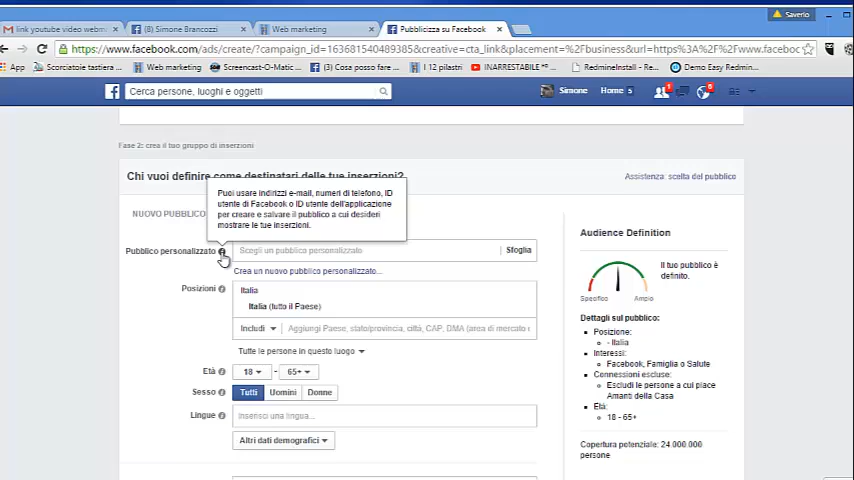 Saverio
link youtube video webma
(8) Simone Brancozzi
Web marketing
Pubblicizza su Facebook
https://www.facebook.com/ads/create/?campaign_id=163681540489385&creative=cta_link&placement=%2Fbusiness&url=https%3A%2F%2Fwww.faceboc
App
Scorciatoie tastiera ...
Web marketing
Screencast-O-Matic ...
(3) Cosa posso fare ...
I 12 pilastri
INARRESTABILE *º ...
RedmineInstall - Re...
Demo Easy Redmin...
Cerca persone, luoghi e oggetti
Simone
Home 5
1
6
Fase 2: crea il tuo gruppo di inserzioni
Chi vuoi definire come destinatari delle tue inserzioni?
Assistenza: scelta del pubblico
Puoi usare indirizzi e-mail, numeri di telefono, ID
utente di Facebook o ID utente dell'applicazione
per creare e salvare il pubblico a cui desideri
mostrare le tue inserzioni.
NUOVO PUBBLICO
Pubblico personalizzato
Scegli un pubblico personalizzato
Sfoglia
Crea un nuovo pubblico personalizzato...
Posizioni
Italia
Italia (tutto il Paese)
Includi
Aggiungi Paese, stato/provincia, città, CAP, DMA (area di mercato
Tutte le persone in questo luogo
Età
18 - 65+
Sesso
Tutti Uomini Donne
Lingue
Inserisci una lingua...
Altri dati demografici
Audience Definition
Il tuo pubblico è
definito.
Specifico
Ampio
Dettagli sul pubblico:
Posizione:
- Italia
Interessi:
Facebook, Famiglia o Salute
Connessioni escluse:
Escludi le persone a cui piace
Amanti della Casa
Età:
18 - 65+
Copertura potenziale: 24.000.000
persone